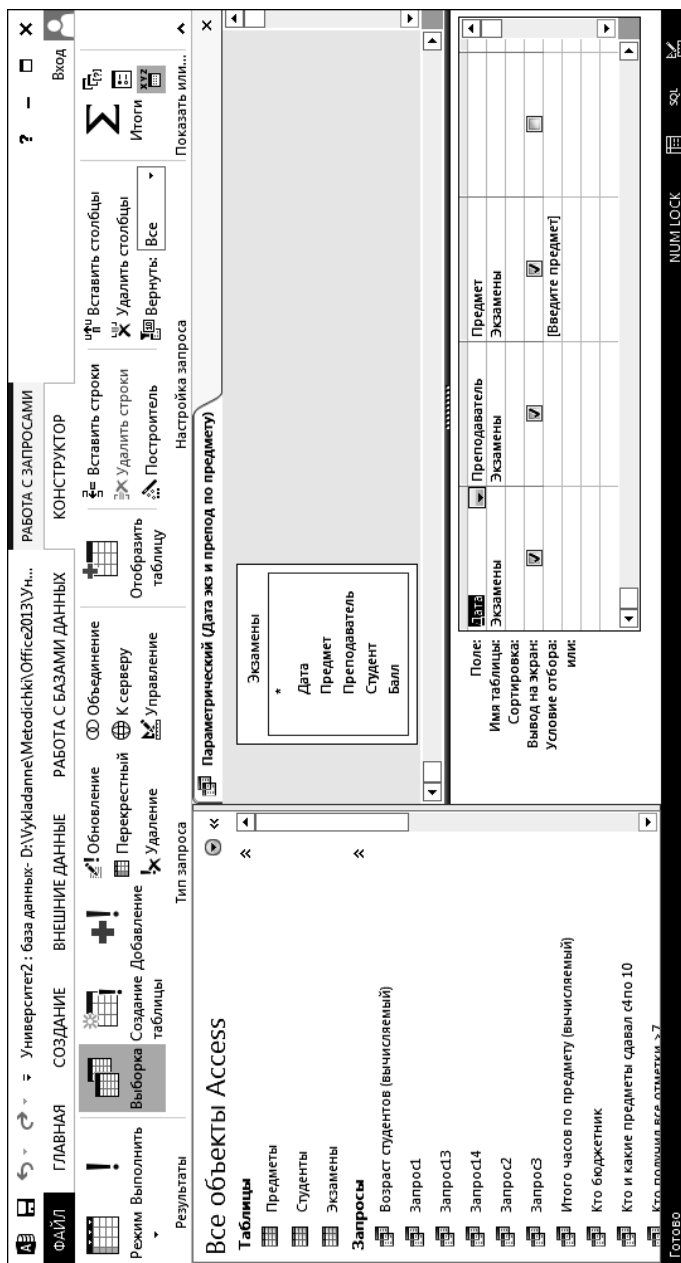 Университет2 : база данных- D:\Vykladanne\Metodichki\Office2013\Ун...
РАБОТА С ЗАПРОСАМИ
?
Вход
ФАЙЛ
ГЛАВНАЯ
СОЗДАНИЕ
ВНЕШНИЕ ДАННЫЕ
РАБОТА С БАЗАМИ ДАННЫХ
КОНСТРУКТОР
Режим
Выполнить
Результаты
Выборка
Создание таблицы
Добавление
Обновление
Перекрестный
Удаление
Объединение
К серверу
Управление
Тип запроса
Отобразить таблицу
Вставить строки
Удалить строки
Построитель
Вставить столбцы
Удалить столбцы
Вернуть: Все
Настройка запроса
Итоги
Показать или...
Все объекты Access
Таблицы
Предметы
Студенты
Экзамены
Запросы
Возраст студентов (вычисляемый)
Запрос1
Запрос13
Запрос14
Запрос2
Запрос3
Итого часов по предмету (вычисляемый)
Кто бюджетник
Кто и какие предметы сдавал с4по 10
Кто получил все отметки >7
Параметрический (Дата экз и препод по предмету)
Экзамены
*
Дата
Предмет
Преподаватель
Студент
Балл
Поле: Дата Преподаватель Предмет
Имя таблицы: Экзамены Экзамены Экзамены
Сортировка:
Вывод на экран:
Условие отбора: [Введите предмет]
или:
Готово
NUM LOCK
SQL